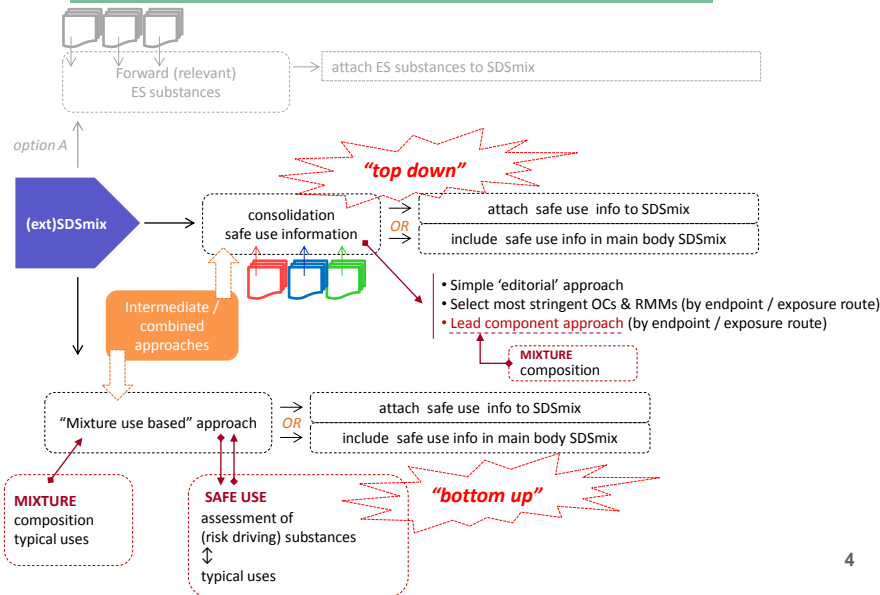 Forward (relevant)
ES substances
attach ES substances to SDSmix
option A
“top down”
(ext)SDSmix
consolidation
safe use information
attach safe use info to SDSmix
OR
include safe use info in main body SDSmix
Intermediate /
combined
approaches
• Simple ‘editorial’ approach
• Select most stringent OCs & RMMs (by endpoint / exposure route)
• Lead component approach (by endpoint / exposure route)
MIXTURE
composition
“Mixture use based” approach
attach safe use info to SDSmix
OR
include safe use info in main body SDSmix
“bottom up”
MIXTURE
composition
typical uses
SAFE USE
assessment of
(risk driving) substances
↕
typical uses
4